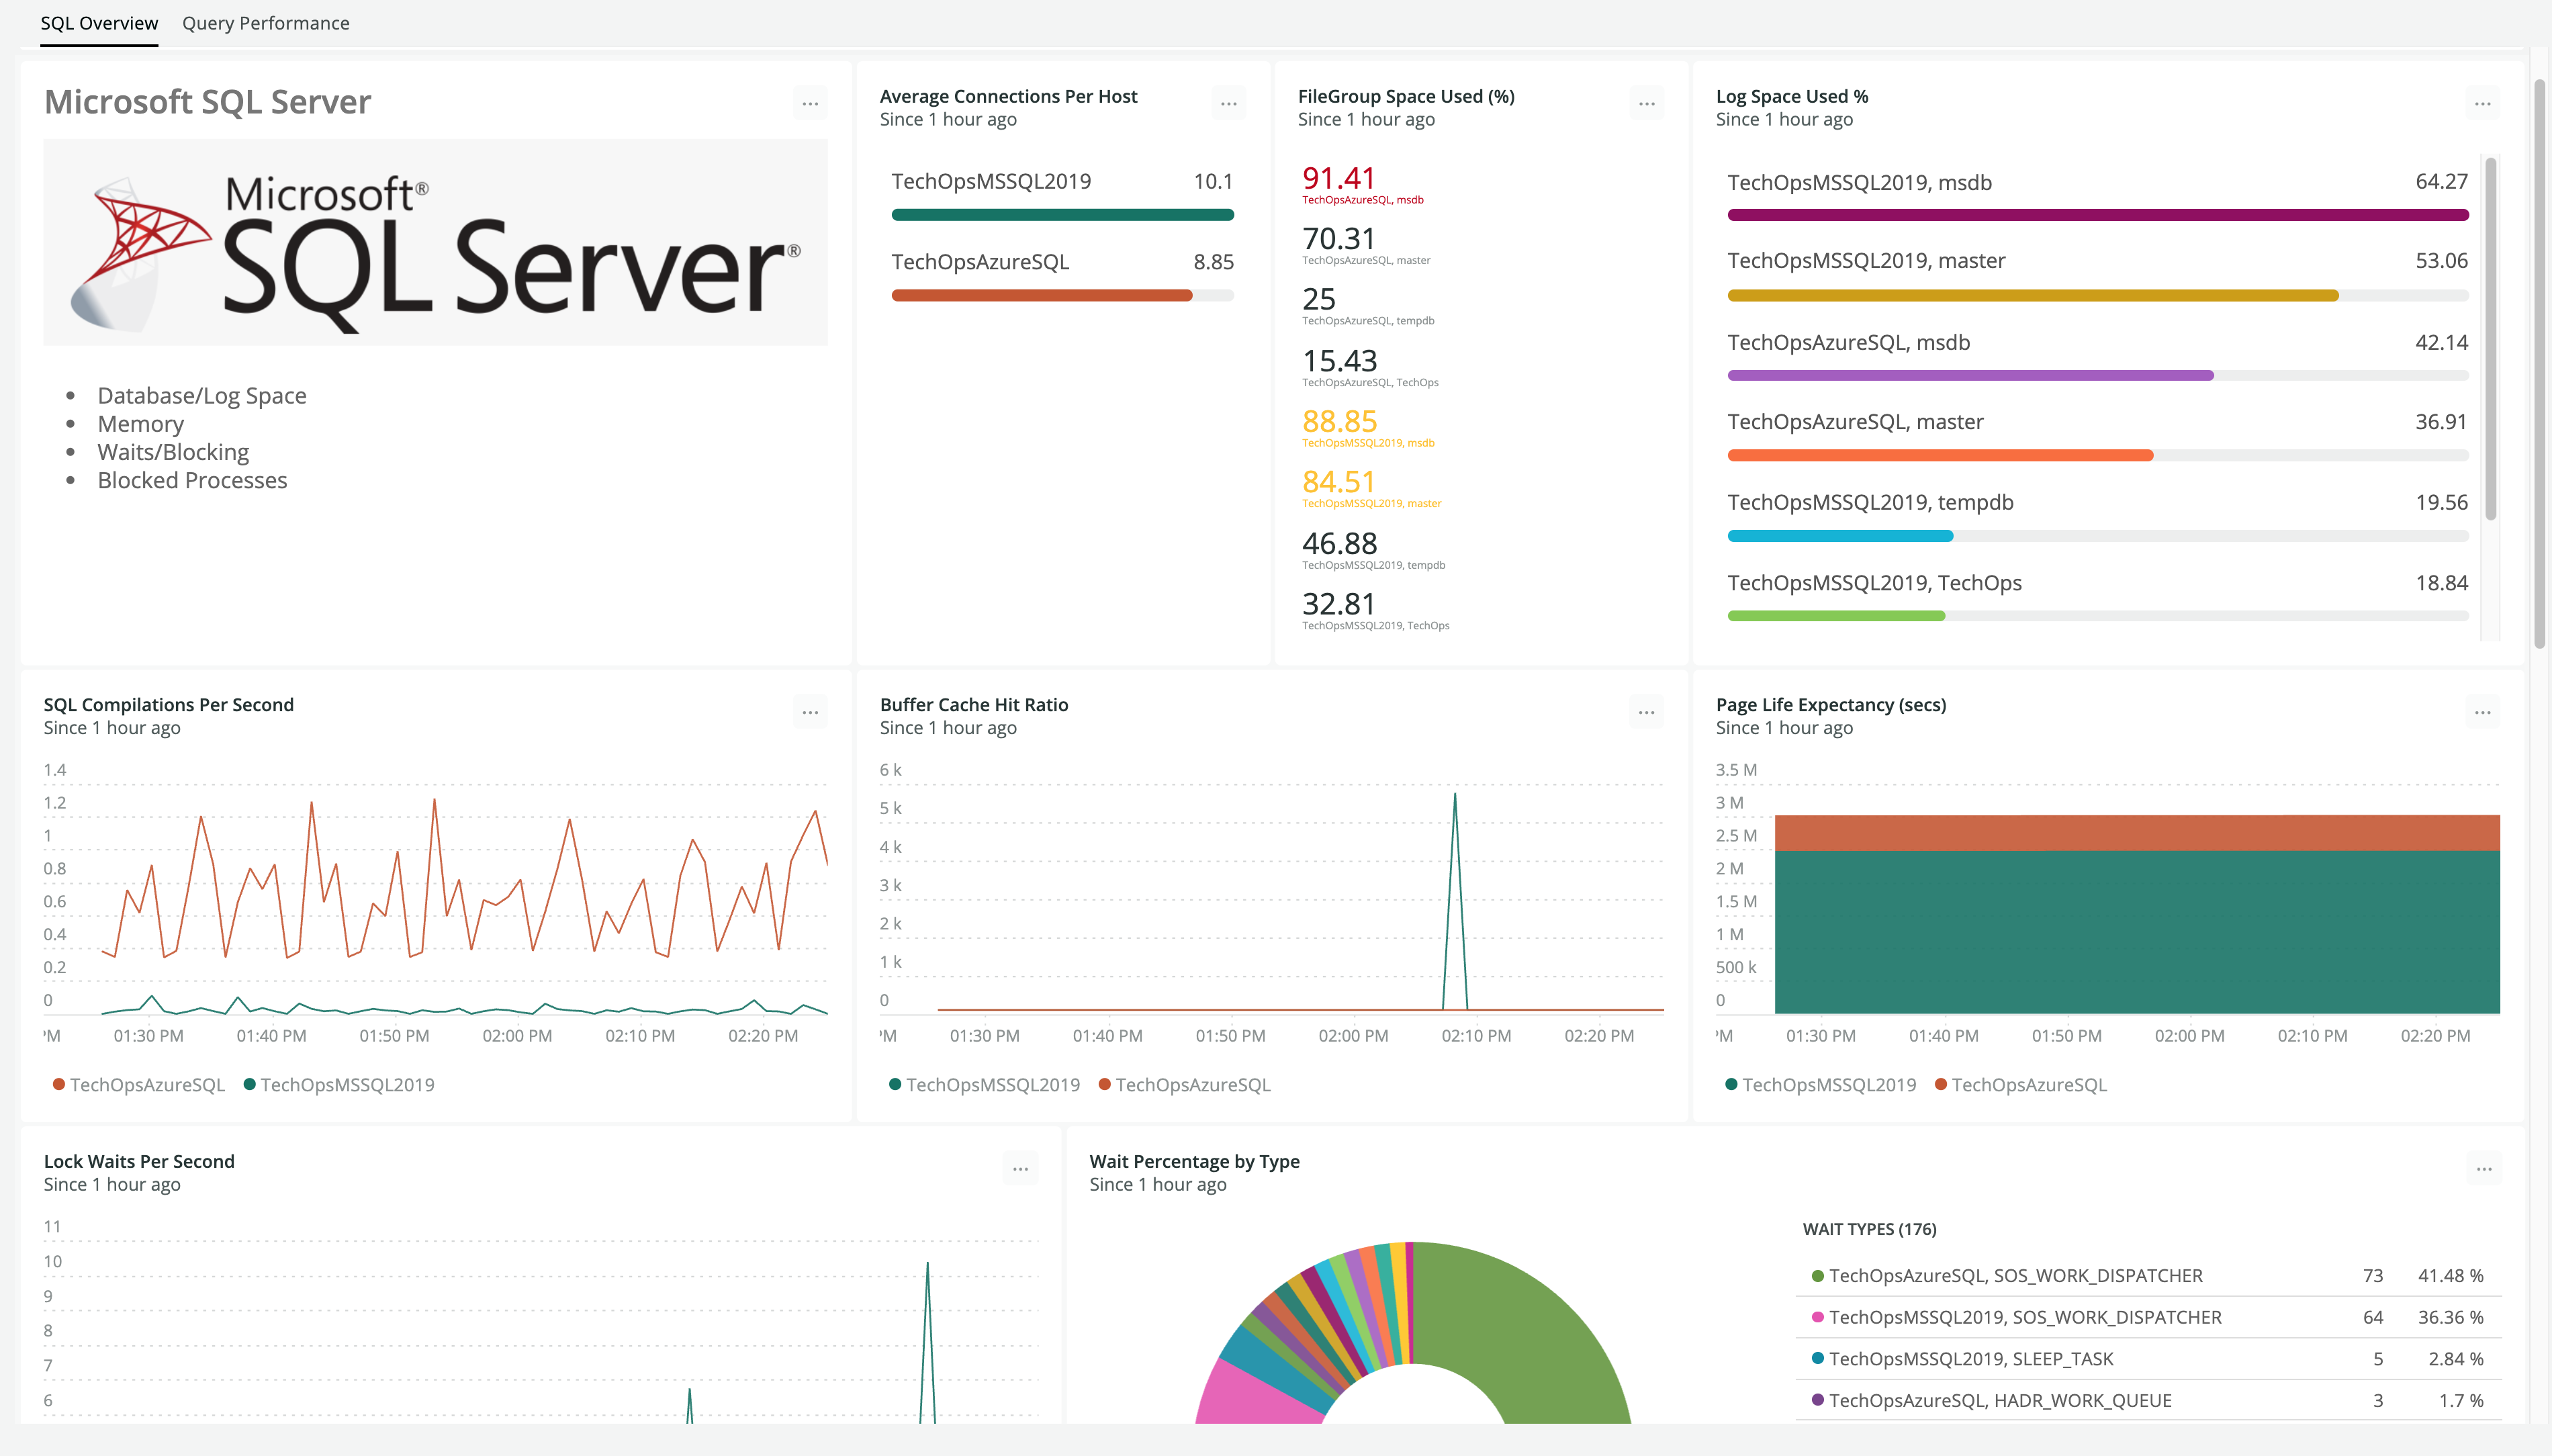 SQL Overview
Query Performance
Microsoft SQL Server
...
Microsoft®
SQL Server®
• Database/Log Space
• Memory
• Waits/Blocking
• Blocked Processes
Average Connections Per Host
...
Since 1 hour ago
TechOpsMSSQL2019 10.1
TechOpsAzureSQL 8.85
FileGroup Space Used (%)
...
Since 1 hour ago
91.41
TechOpsAzureSQL, msdb
70.31
TechOpsAzureSQL, master
25
TechOpsAzureSQL, tempdb
15.43
TechOpsAzureSQL, TechOps
88.85
TechOpsMSSQL2019, msdb
84.51
TechOpsMSSQL2019, master
46.88
TechOpsMSSQL2019, tempdb
32.81
TechOpsMSSQL2019, TechOps
Log Space Used %
...
Since 1 hour ago
TechOpsMSSQL2019, msdb 64.27
TechOpsMSSQL2019, master 53.06
TechOpsAzureSQL, msdb 42.14
TechOpsAzureSQL, master 36.91
TechOpsMSSQL2019, tempdb 19.56
TechOpsMSSQL2019, TechOps 18.84
SQL Compilations Per Second
...
Since 1 hour ago
1.4
1.2
1
0.8
0.6
0.4
0.2
0
PM 01:30 PM 01:40 PM 01:50 PM 02:00 PM 02:10 PM 02:20 PM
TechOpsAzureSQL TechOpsMSSQL2019
Buffer Cache Hit Ratio
...
Since 1 hour ago
6 k
5 k
4 k
3 k
2 k
1 k
0
PM 01:30 PM 01:40 PM 01:50 PM 02:00 PM 02:10 PM 02:20 PM
TechOpsMSSQL2019 TechOpsAzureSQL
Page Life Expectancy (secs)
...
Since 1 hour ago
3.5 M
3 M
2.5 M
2 M
1.5 M
1 M
500 k
0
PM 01:30 PM 01:40 PM 01:50 PM 02:00 PM 02:10 PM 02:20 PM
TechOpsMSSQL2019 TechOpsAzureSQL
Lock Waits Per Second
...
Since 1 hour ago
11
10
9
8
7
6
Wait Percentage by Type
...
Since 1 hour ago
WAIT TYPES (176)
TechOpsAzureSQL, SOS_WORK_DISPATCHER 73 41.48 %
TechOpsMSSQL2019, SOS_WORK_DISPATCHER 64 36.36 %
TechOpsMSSQL2019, SLEEP_TASK 5 2.84 %
TechOpsAzureSQL, HADR_WORK_QUEUE 3 1.7 %